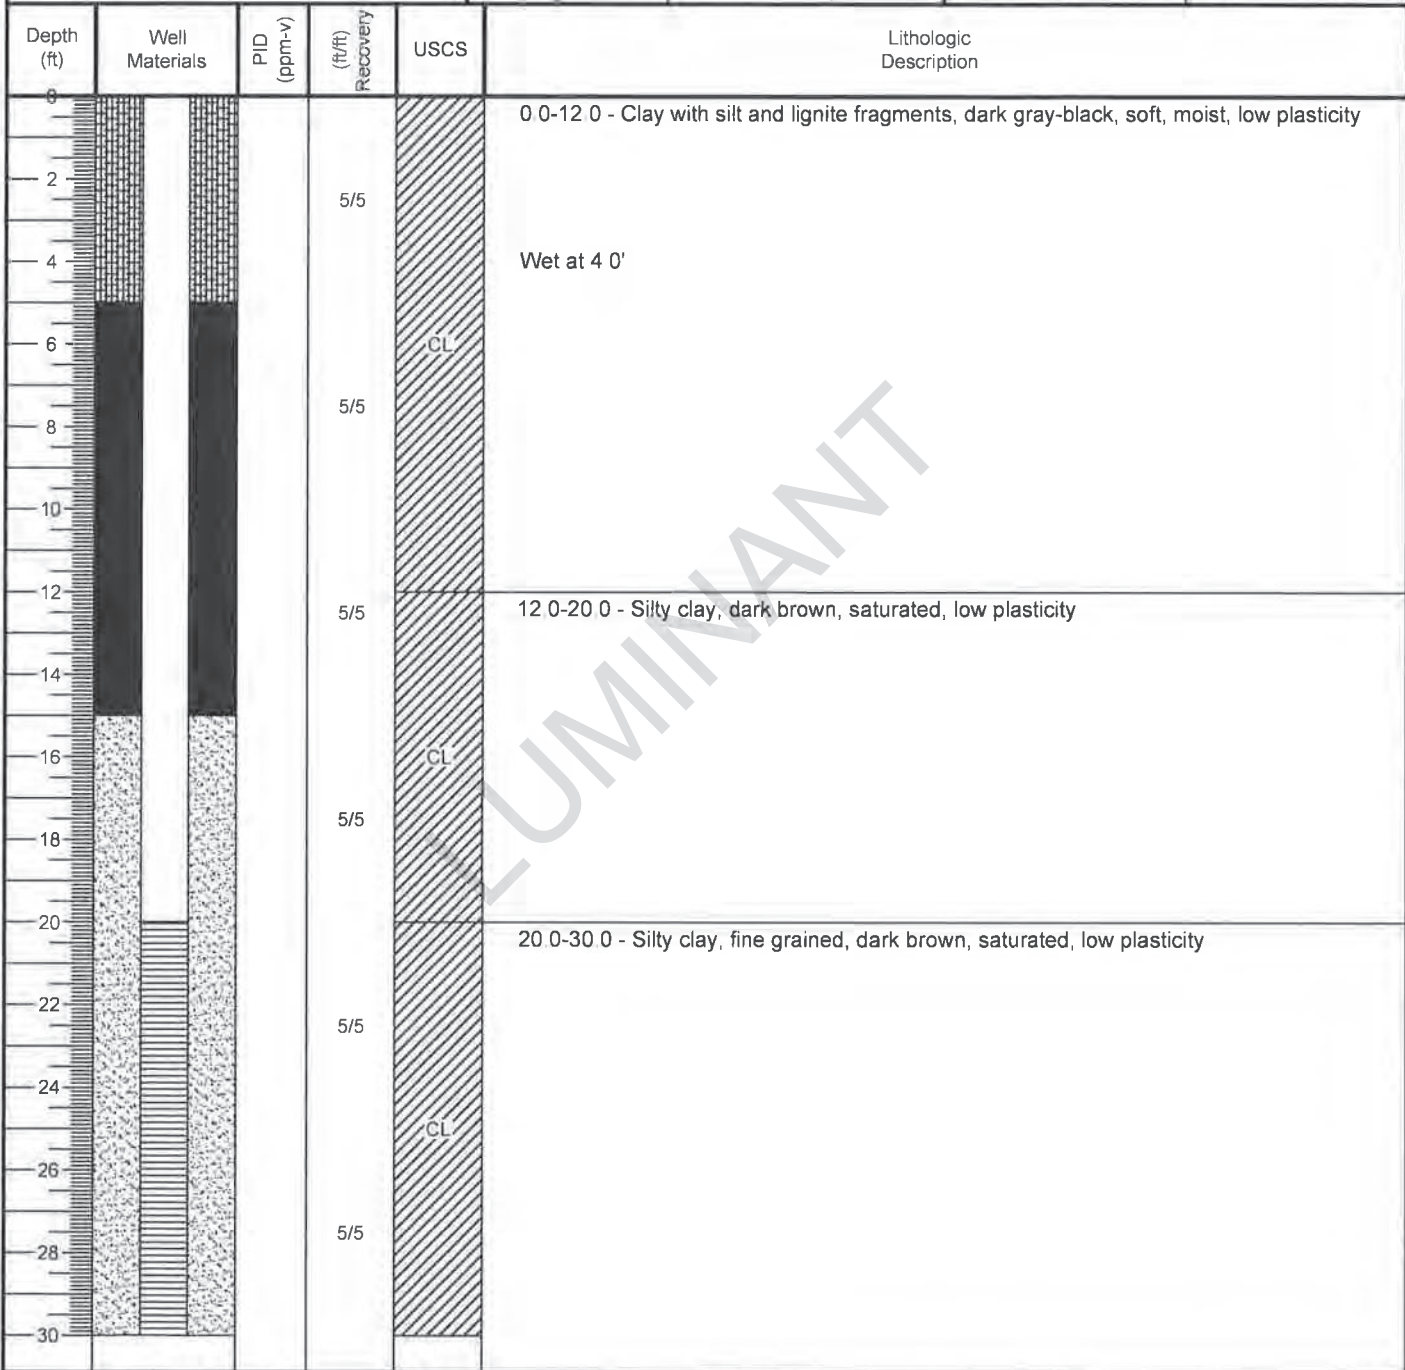 Depth
(ft)
Well
Materials
PID
(ppm-v)
(ft/ft)
Recovery
USCS
Lithologic
Description
0
0.0-12.0 - Clay with silt and lignite fragments, dark gray-black, soft, moist, low plasticity
2
5/5
4
Wet at 4 0'
6
CL
8
5/5
10
12
5/5
12.0-20.0 - Silty clay, dark brown, saturated, low plasticity
14
16
CL
18
5/5
20
20.0-30.0 - Silty clay, fine grained, dark brown, saturated, low plasticity
22
5/5
24
CL
26
28
5/5
30
LUMINANT